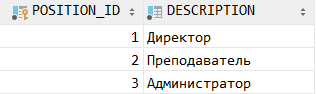 POSITION_ID DESCRIPTION
1 Директор
2 Преподаватель
3 Администратор